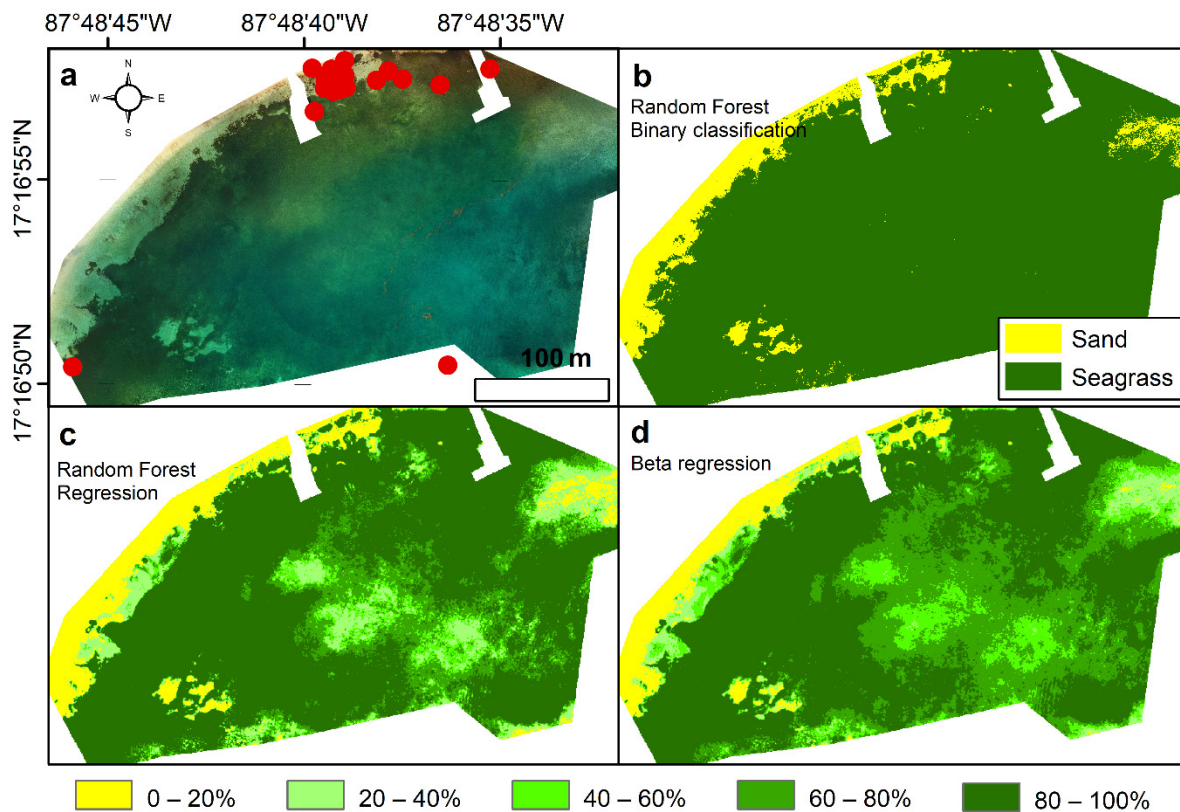 87°48'45"W 87°48'40"W 87°48'35"W
17°16'55"N
17°16'50"N
a
N
W E
S
100 m
b
Random Forest
Binary classification
Sand
Seagrass
c
Random Forest
Regression
d
Beta regression
0 – 20% 20 – 40% 40 – 60% 60 – 80% 80 – 100%